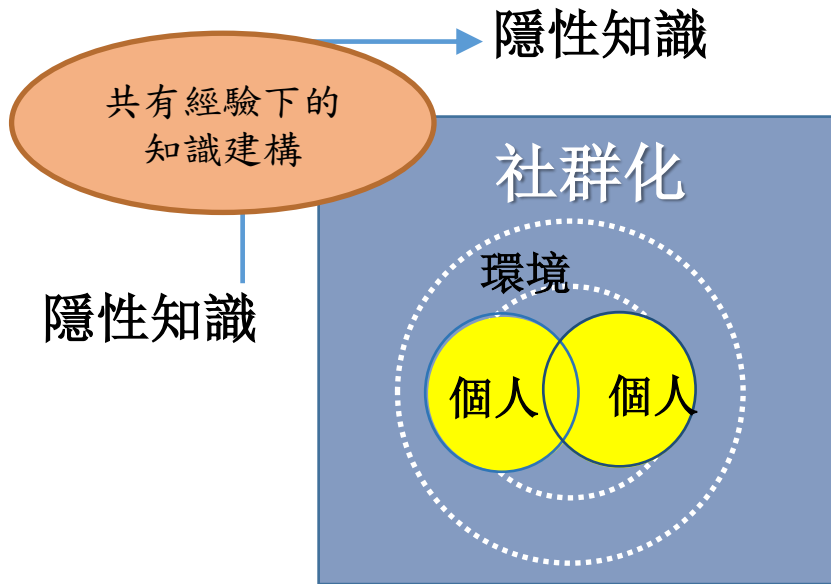 隱性知識
共有經驗下的
知識建構
社群化
環境
隱性知識
個人
個人